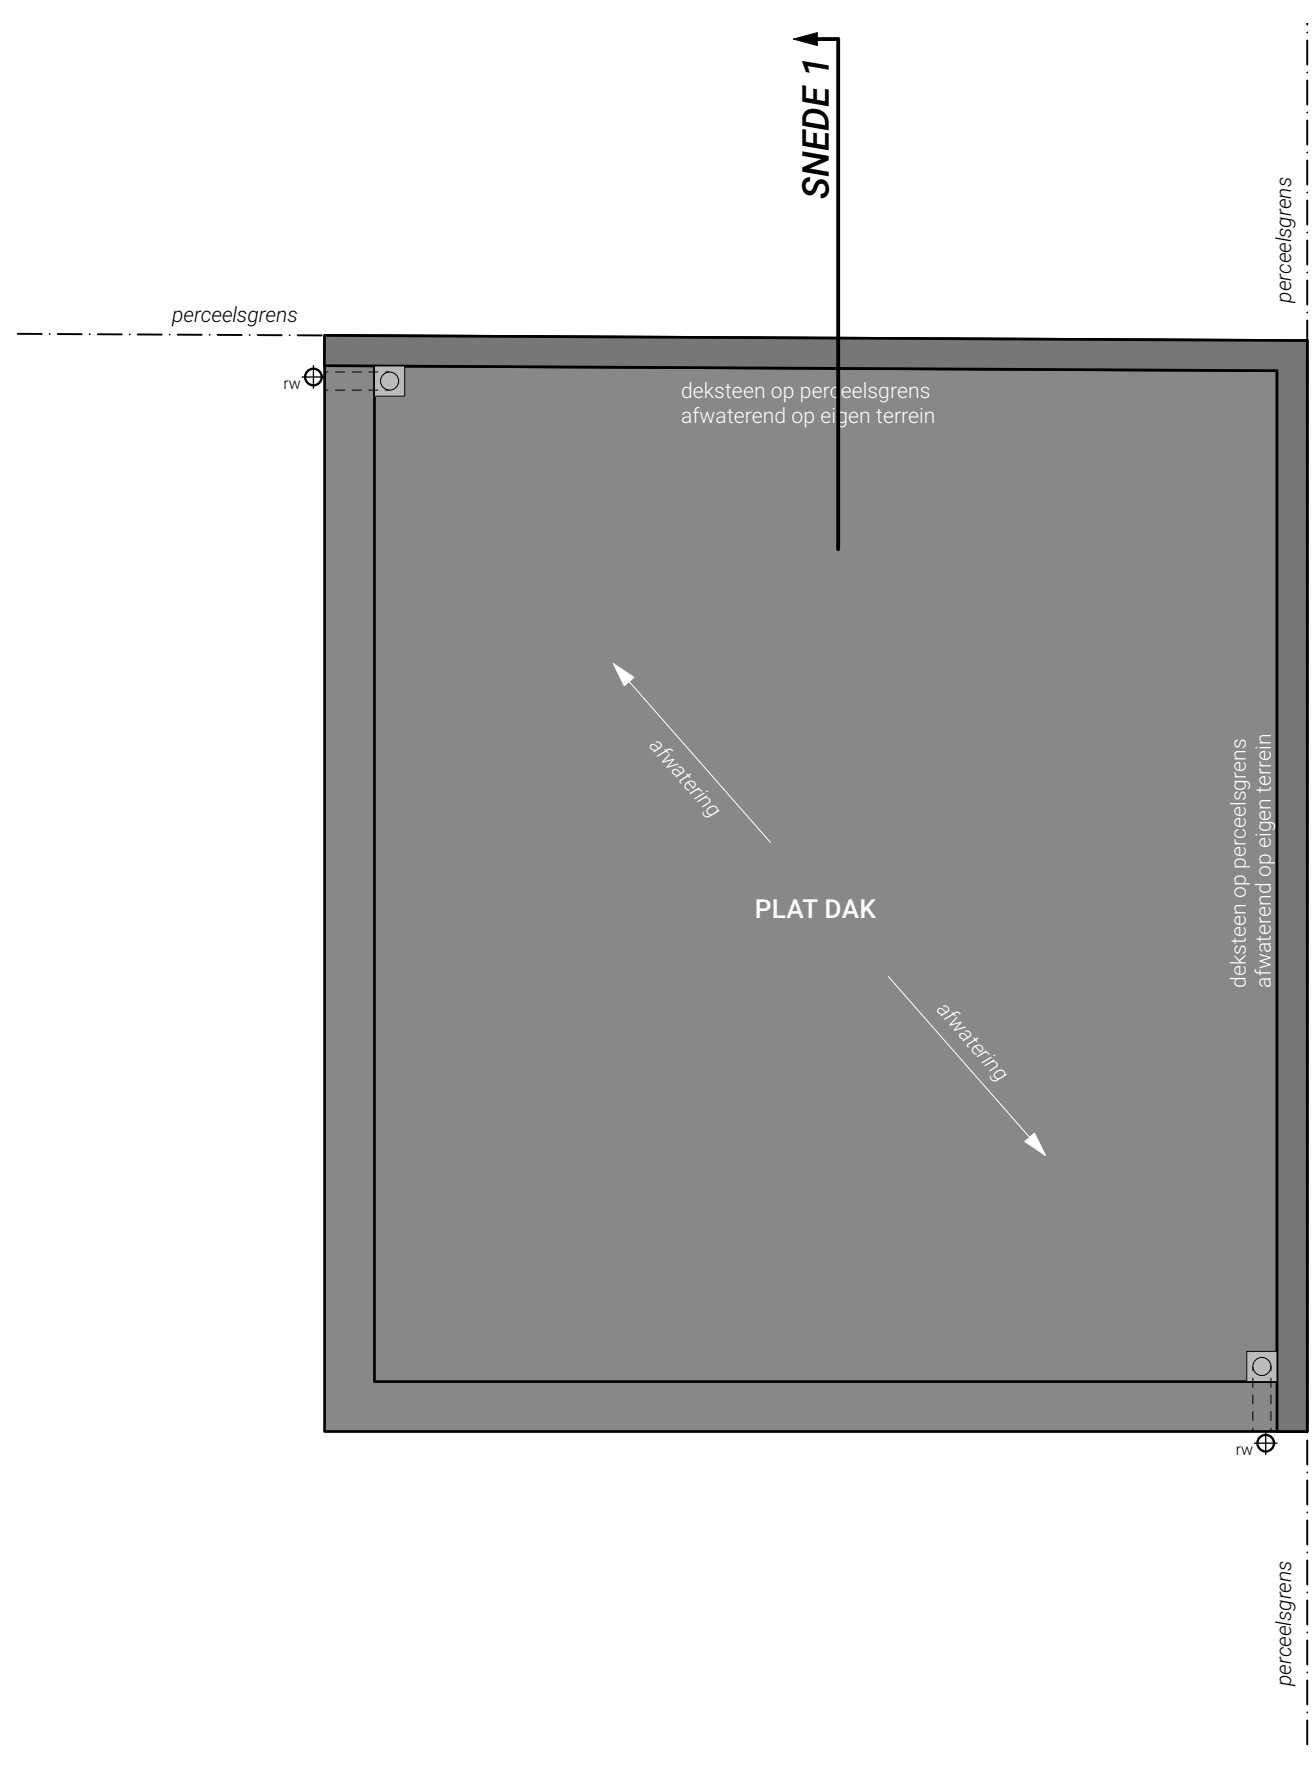 SNEDE 1
perceelsgrens
perceelsgrens
rw
deksteen op perceelsgrens
afwaterend op eigen terrein
afwatering
deksteen op perceelsgrens
afwaterend op eigen terrein
PLAT DAK
afwatering
rw
perceelsgrens